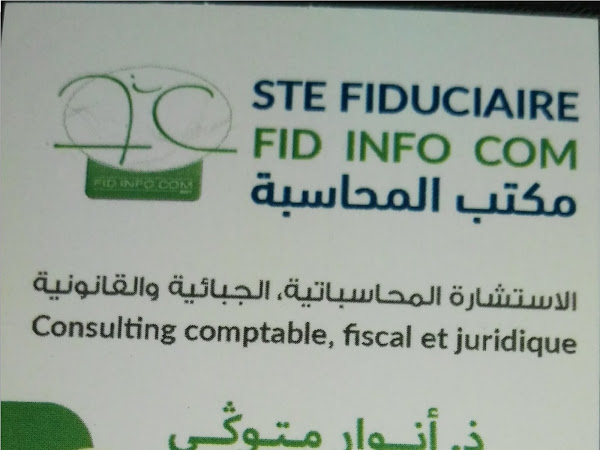 STE FIDUCIAIRE
FID INFO COM
مكتب المحاسبة
FID INFO COM
الاستشارة المحاسباتية، الجبائية والقانونية
Consulting comptable, fiscal et juridique
ذ. أنوار متوكي